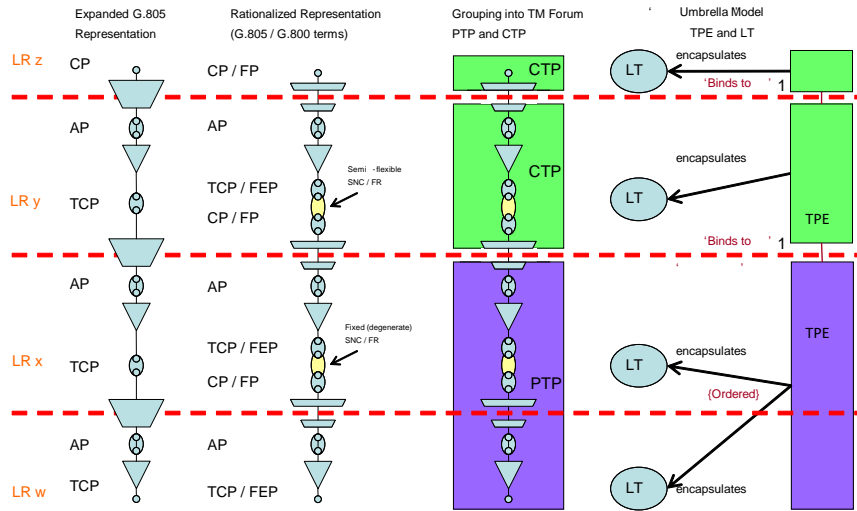 Expanded G.805
Representation
Rationalized Representation
(G.805 / G.800 terms)
Grouping into TM Forum
PTP and CTP
‘ Umbrella Model
TPE and LT
LR z
CP
CP / FP
CTP
LT
encapsulates
‘Binds to ’ 1
AP
AP
encapsulates
Semi -flexible
SNC / FR
CTP
LR y
TCP
TCP / FEP
CP / FP
LT
TPE
‘Binds to ’ 1
‘ ’
AP
AP
Fixed (degenerate)
SNC / FR
TPE
LR x
TCP
TCP / FEP
CP / FP
PTP
LT
encapsulates
{Ordered}
AP
AP
LR w
TCP
TCP / FEP
LT
encapsulates